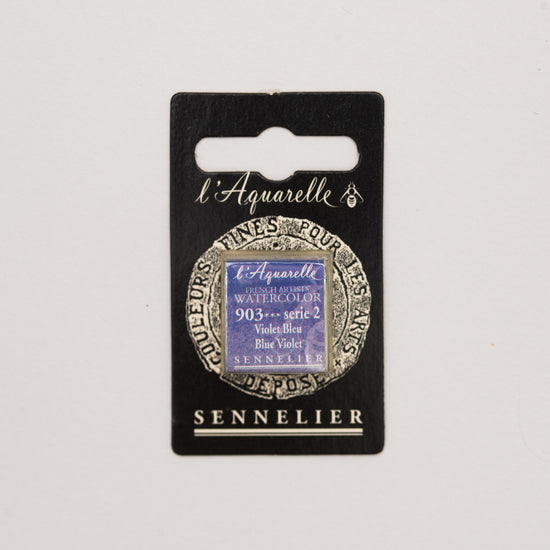 l'Aquarelle
COULEURS FINES POUR LES ARTS
DÉPOSÉ
l'Aquarelle
FRENCH ARTISTS'
WATERCOLOR
903*** serie 2
Violet Bleu
Blue Violet
SENNELIER
SENNELIER